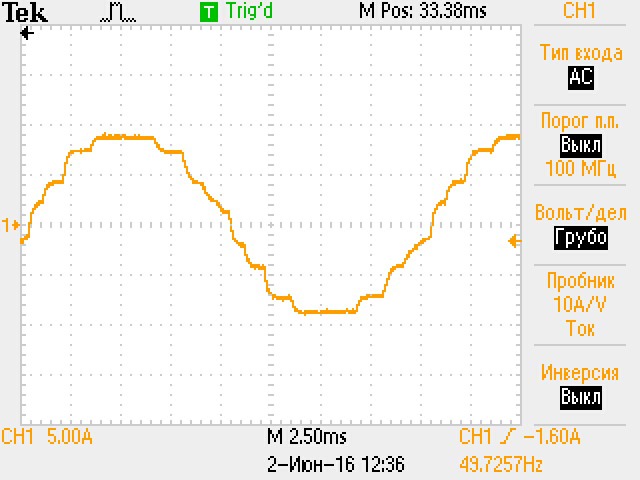 Tek T Trig'd M Pos: 33.38ms CH1
Тип входа
AC
Порог п.п.
Выкл
100 МГц
Вольт/дел
Грубо
Пробник
10A/V
Ток
Инверсия
Выкл
1
CH1 5.00A M 2.50ms CH1 -1.60A
2-Июн-16 12:36 49.7257Hz